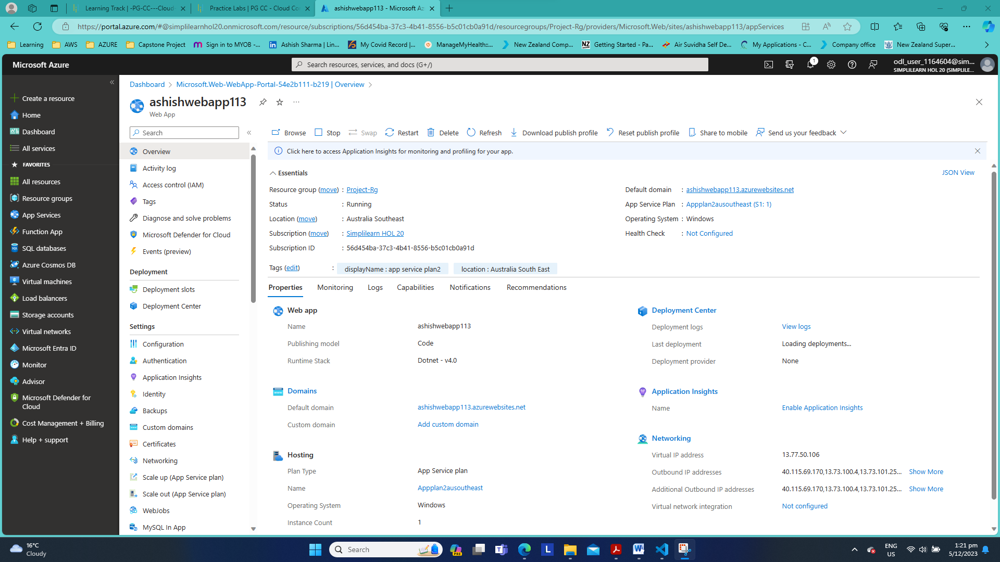 Learning Track | -PG-CC---Cloud-
Practice Labs | PG CC - Cloud Co
ashishwebapp113 - Microsoft Az
https://portal.azure.com/#@simplilearnhol20.onmicrosoft.com/resource/subscriptions/56d454ba-37c3-4b41-8556-b5c01cb0a91d/resourcegroups/Project-Rg/providers/Microsoft.Web/sites/ashishwebapp113/appServices
Learning
AWS
AZURE
Capstone Project
Sign in to MYOB -...
Ashish Sharma | Lin...
My Covid Record |...
ManageMyHealth::...
New Zealand Comp...
Getting Started - Pa...
Air Suvidha Self De...
My Applications - C...
Company office
New Zealand Super...
Microsoft Azure
Search resources, services, and docs (G+/)
1
odl_user_1164604@sim...
SIMPLILEARN HOL 20 (SIMPLILE...
Create a resource
Home
Dashboard
All services
FAVORITES
All resources
Resource groups
App Services
Function App
SQL databases
Azure Cosmos DB
Virtual machines
Load balancers
Storage accounts
Virtual networks
Microsoft Entra ID
Monitor
Advisor
Microsoft Defender for
Cloud
Cost Management + Billing
Help + support
Dashboard > Microsoft.Web-WebApp-Portal-54e2b111-b219 | Overview >
ashishwebapp113
Web App
Search
Overview
Activity log
Access control (IAM)
Tags
Diagnose and solve problems
Microsoft Defender for Cloud
Events (preview)
Deployment
Deployment slots
Deployment Center
Settings
Configuration
Authentication
Application Insights
Identity
Backups
Custom domains
Certificates
Networking
Scale up (App Service plan)
Scale out (App Service plan)
WebJobs
MySQL In App
Browse
Stop
Swap
Restart
Delete
Refresh
Download publish profile
Reset publish profile
Share to mobile
Send us your feedback
Click here to access Application Insights for monitoring and profiling for your app.
Essentials
JSON View
Resource group (move) : Project-Rg
Status : Running
Location (move) : Australia Southeast
Subscription (move) : Simplilearn HOL 20
Subscription ID : 56d454ba-37c3-4b41-8556-b5c01cb0a91d
Default domain : ashishwebapp113.azurewebsites.net
App Service Plan : Appplan2ausoutheast (S1: 1)
Operating System : Windows
Health Check : Not Configured
Tags (edit) : displayName : app service plan2 location : Australia South East
Properties
Monitoring
Logs
Capabilities
Notifications
Recommendations
Web app
Name ashishwebapp113
Publishing model Code
Runtime Stack Dotnet - v4.0
Domains
Default domain ashishwebapp113.azurewebsites.net
Custom domain Add custom domain
Hosting
Plan Type App Service plan
Name Appplan2ausoutheast
Operating System Windows
Instance Count 1
Deployment Center
Deployment logs View logs
Last deployment Loading deployments...
Deployment provider None
Application Insights
Name Enable Application Insights
Networking
Virtual IP address 13.77.50.106
Outbound IP addresses 40.115.69.170,13.73.100.4,13.73.101.25... Show More
Additional Outbound IP addresses 40.115.69.170,13.73.100.4,13.73.101.25... Show More
Virtual network integration Not configured
16°C
Cloudy
Search
PRE
ENG
US
1:21 pm
5/12/2023